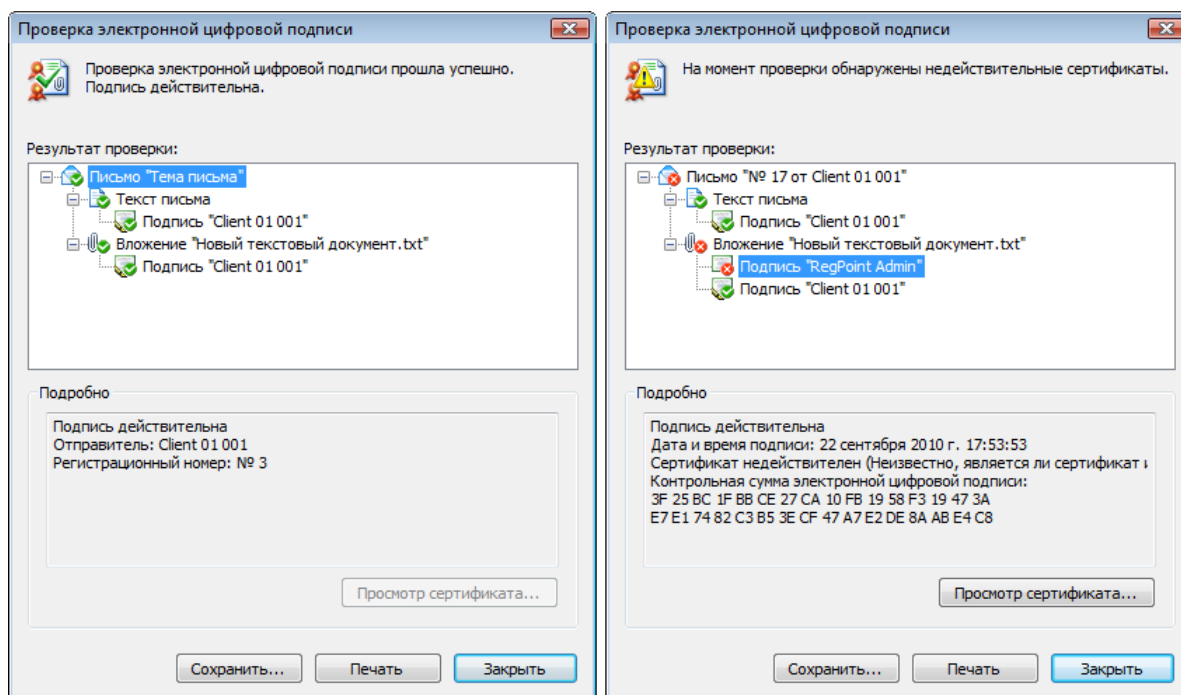 Проверка электронной цифровой подписи
Проверка электронной цифровой подписи прошла успешно.
Подпись действительна.
Результат проверки:
Письмо "Тема письма"
Текст письма
Подпись "Client 01 001"
Вложение "Новый текстовый документ.txt"
Подпись "Client 01 001"
Подробно
Подпись действительна
Отправитель: Client 01 001
Регистрационный номер: № 3
Просмотр сертификата...
Сохранить...
Печать
Закрыть
Проверка электронной цифровой подписи
На момент проверки обнаружены недействительные сертификаты.
Результат проверки:
Письмо "№ 17 от Client 01 001"
Текст письма
Подпись "Client 01 001"
Вложение "Новый текстовый документ.txt"
Подпись "RegPoint Admin"
Подпись "Client 01 001"
Подробно
Подпись действительна
Дата и время подписи: 22 сентября 2010 г. 17:53:53
Сертификат недействителен (Неизвестно, является ли сертификат и
Контрольная сумма электронной цифровой подписи:
3F 25 BC 1F BB CE 27 CA 10 FB 19 58 F3 19 47 3A
E7 E1 74 82 C3 B5 3E CF 47 A7 E2 DE 8A AB E4 C8
Просмотр сертификата...
Сохранить...
Печать
Закрыть